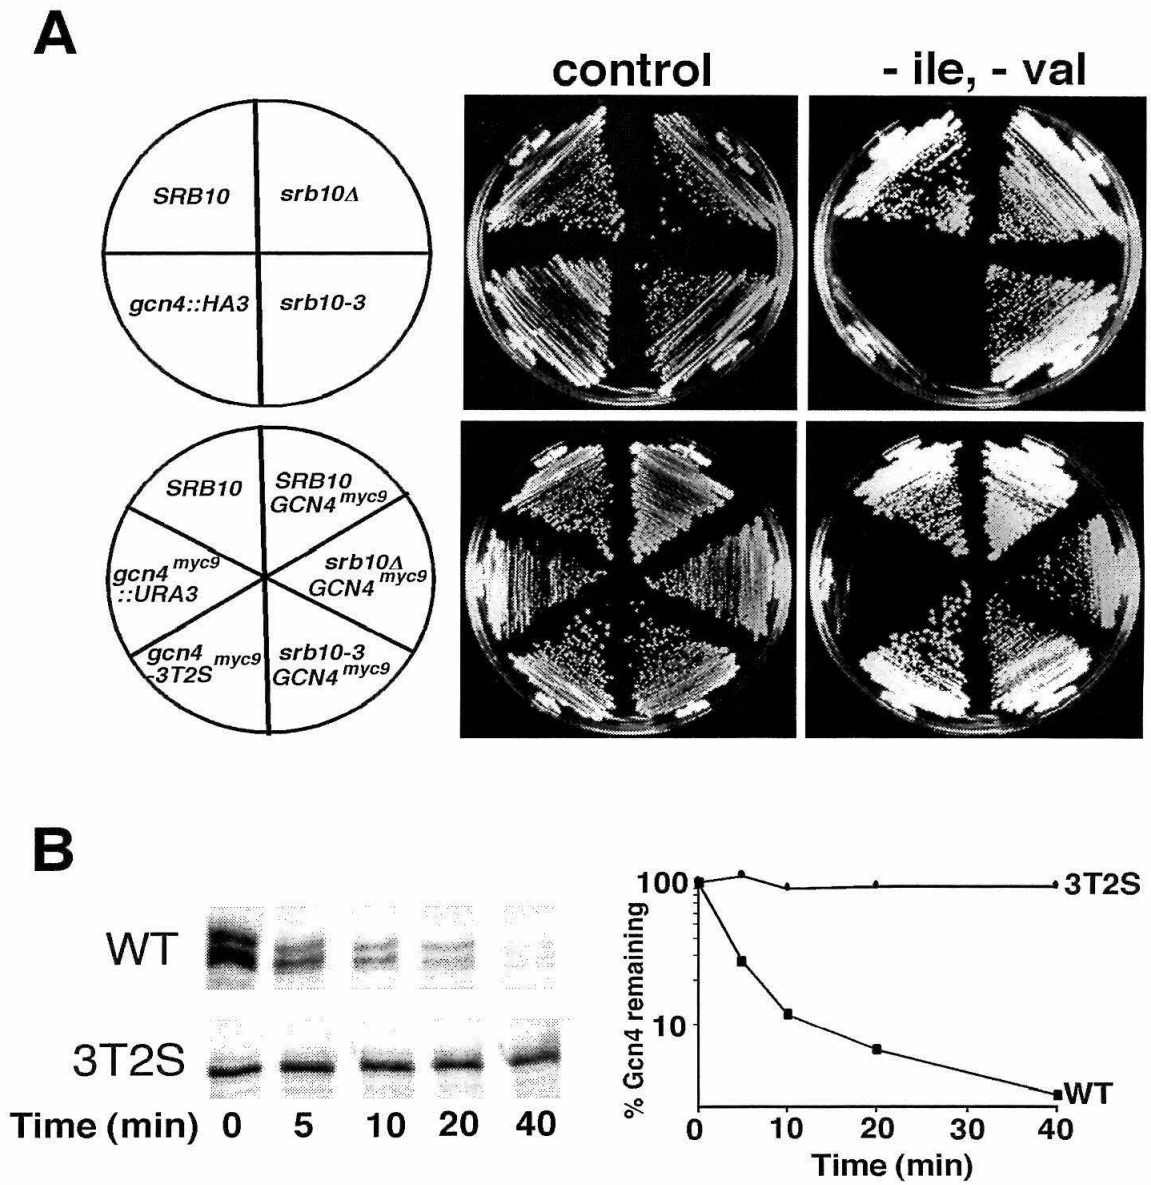 A
control
- ile, - val
SRB10
srb10Δ
gcn4::HA3
srb10-3
SRB10
SRB10
GCN4myc9
gcn4myc9
::URA3
srb10Δ
GCN4myc9
gcn4
-3T2Smyc9
srb10-3
GCN4myc9
B
WT
3T2S
Time (min) 0 5 10 20 40
% Gcn4 remaining
100
10
3T2S
WT
0 10 20 30 40
Time (min)